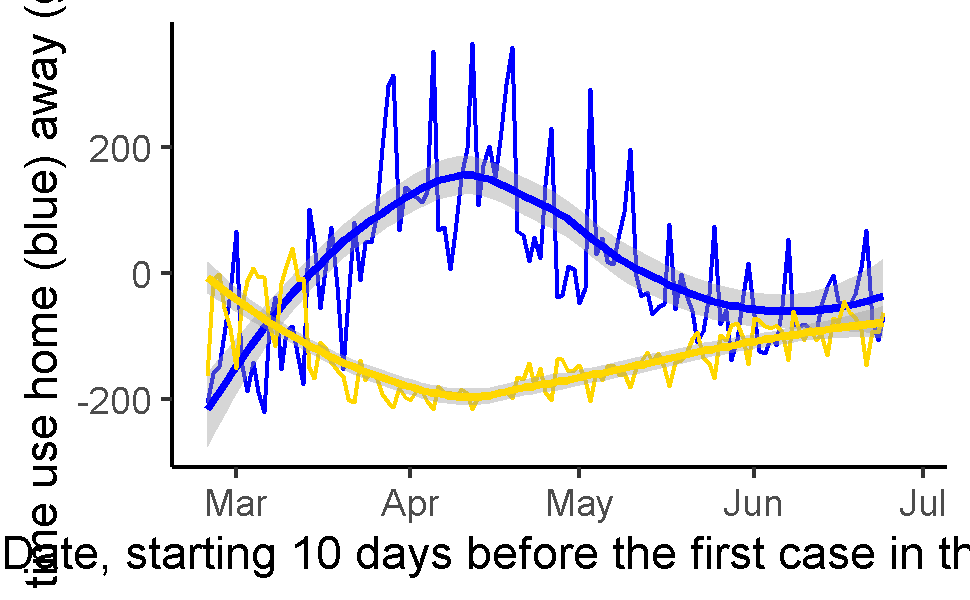 time use home (blue) away (
200
0
-200
Mar Apr May Jun Jul
Date, starting 10 days before the first case in th